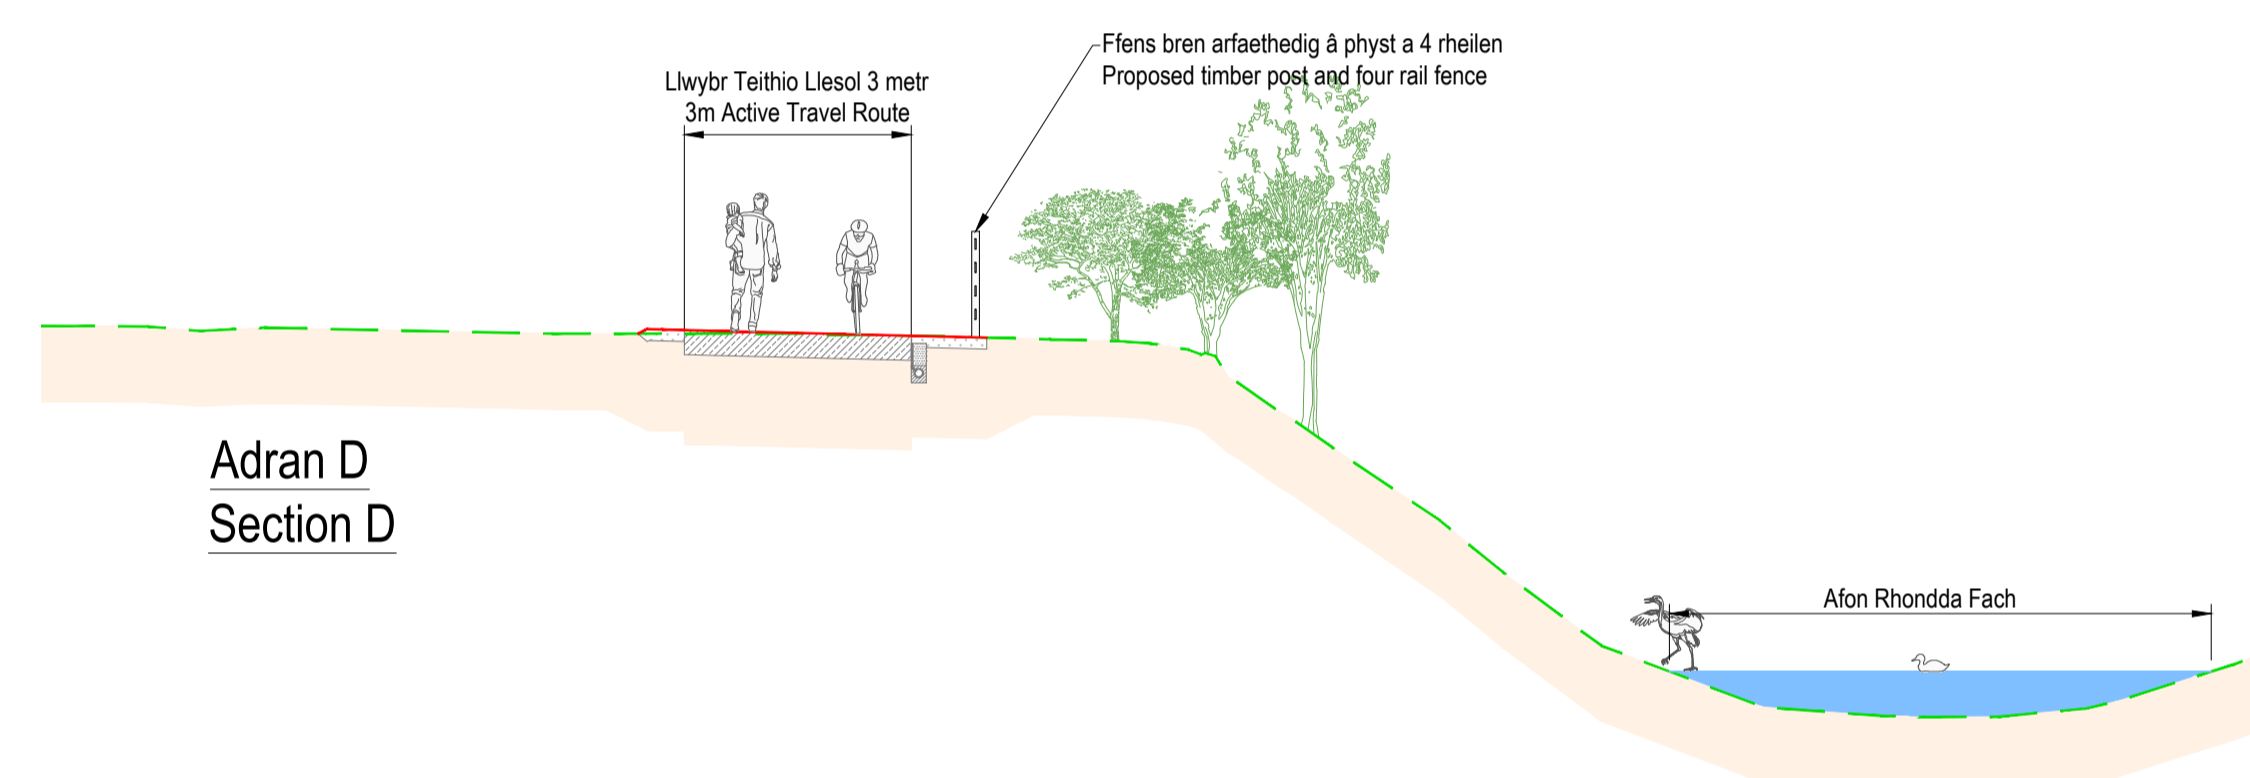 Ffens bren arfaethedig â physt a 4 rheilen
Proposed timber post and four rail fence
Llwybr Teithio Llesol 3 metr
3m Active Travel Route
Adran D
Section D
Afon Rhondda Fach